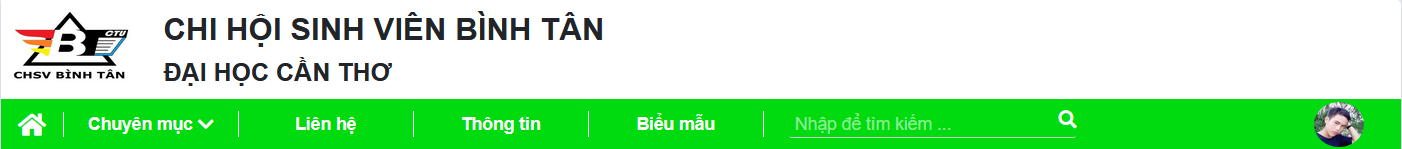 CHI HỘI SINH VIÊN BÌNH TÂN
ĐẠI HỌC CẦN THƠ
B
CTU
CHSV BÌNH TÂN
Chuyên mục
Liên hệ
Thông tin
Biểu mẫu
Nhập để tìm kiếm ...